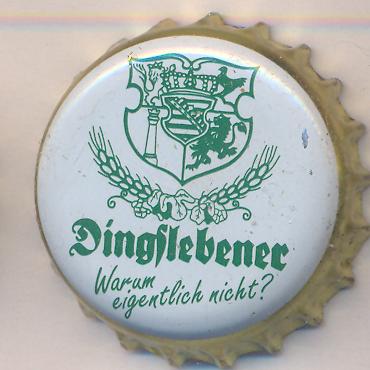 Dingslebener
Warum
eigentlich nicht?